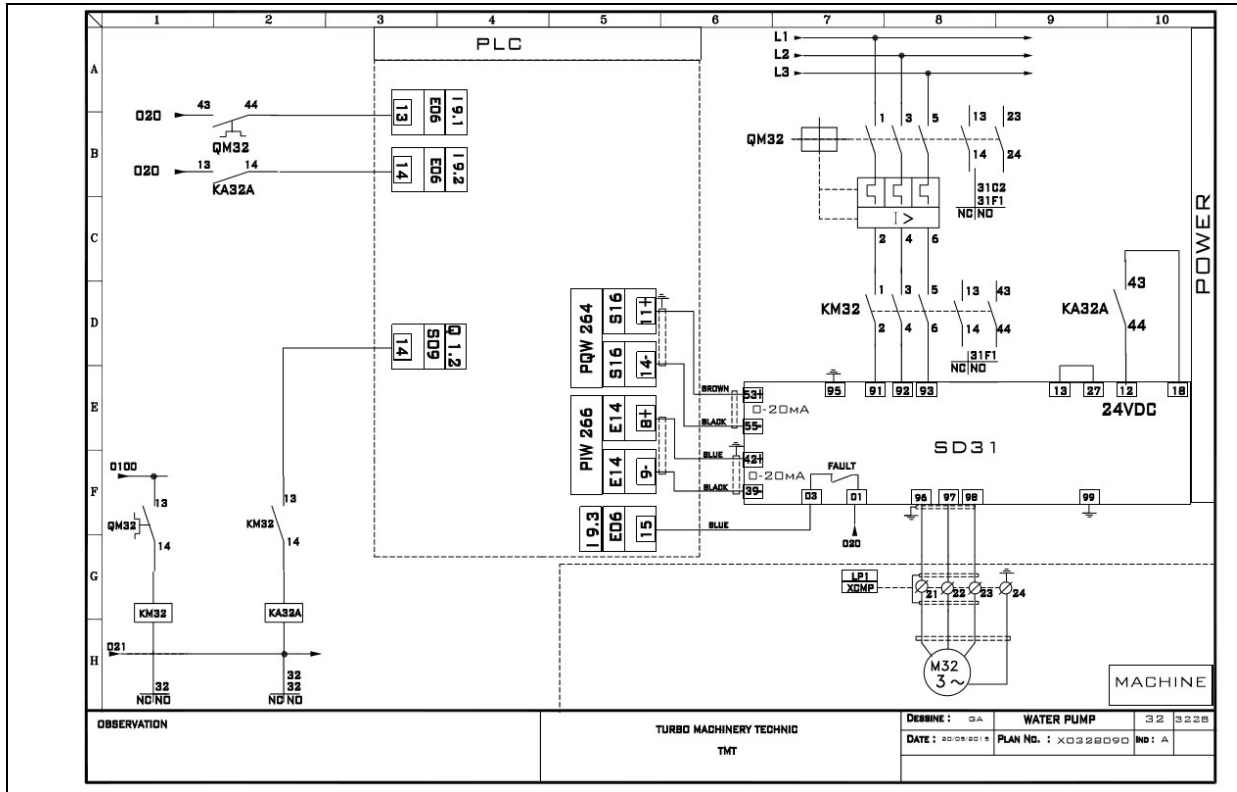 1 2 3 4 5 6 7 8 9 10
A
B
C
D
E
F
G
H
PLC
POWER
MACHINE
020
43 44
QM32
13 E06 I 9.1
020
13 14
KA32A
14 E06 I 9.2
14 S09 Q 1.2
0100
13
QM32
14
KM32
021
32
NC NO
13
KM32
14
KA32A
32
32
NC NO
PQW 264
S16 11+
S16 14-
PIW 266
E14 8+
E14 9-
I 9.3 E06 15
BROWN
BLACK
BLUE
BLACK
BLUE
L1
L2
L3
QM32
1 3 5 13 23
14 24
31C2
31F1
NC NO
I >
2 4 6
KM32
1 3 5 13 43
2 4 6 14 44
31F1
NC NO
KA32A
43
44
95 91 92 93 13 27 12 18
24VDC
53+
0-20mA
55-
42+
0-20mA
39-
SD31
FAULT
03 01 96 97 98 99
020
LP1
XCMP
21 22 23 24
M32
3 ~
OBSERVATION
TURBO MACHINERY TECHNIC
TMT
DESSINE : GA
WATER PUMP
32 3228
DATE :
PLAN No. : X0328090
IND : A